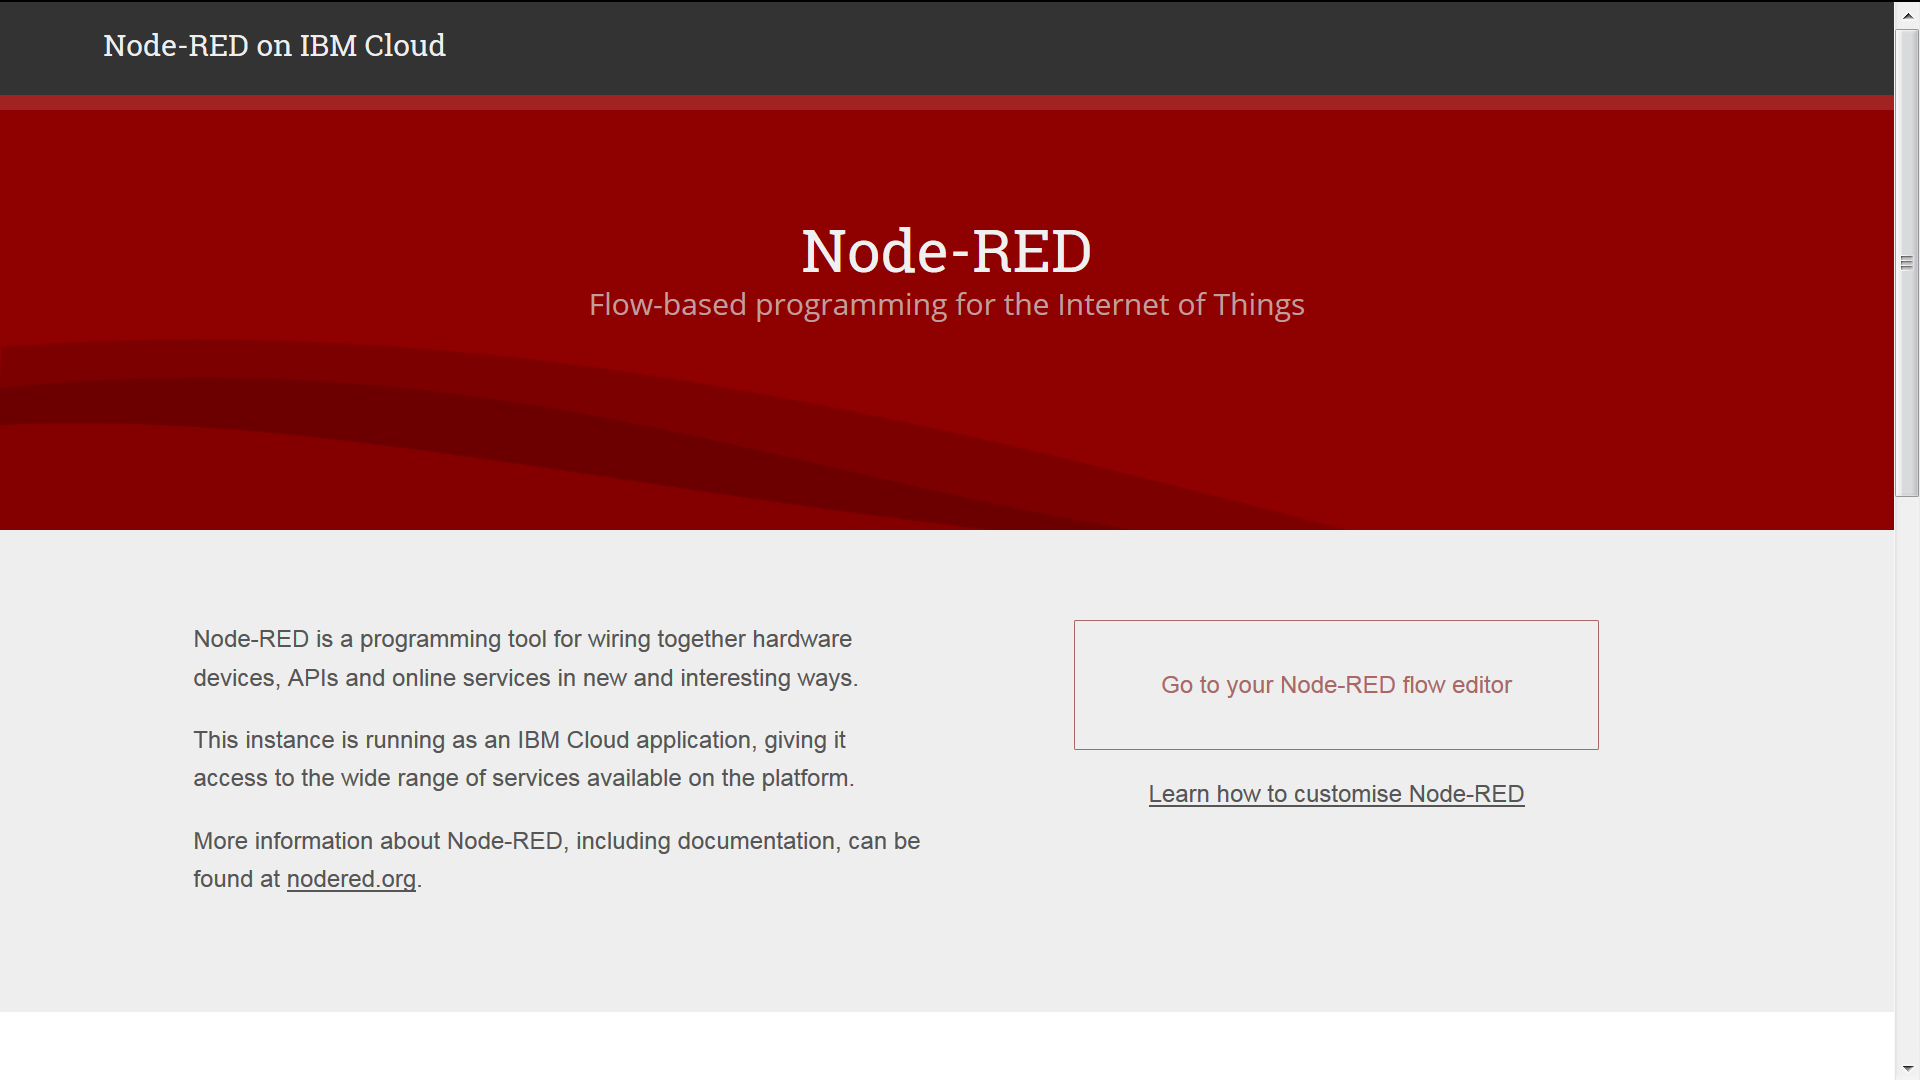 Node-RED on IBM Cloud
Node-RED
Flow-based programming for the Internet of Things
Node-RED is a programming tool for wiring together hardware
devices, APIs and online services in new and interesting ways.
This instance is running as an IBM Cloud application, giving it
access to the wide range of services available on the platform.
More information about Node-RED, including documentation, can be
found at nodered.org.
Go to your Node-RED flow editor
Learn how to customise Node-RED